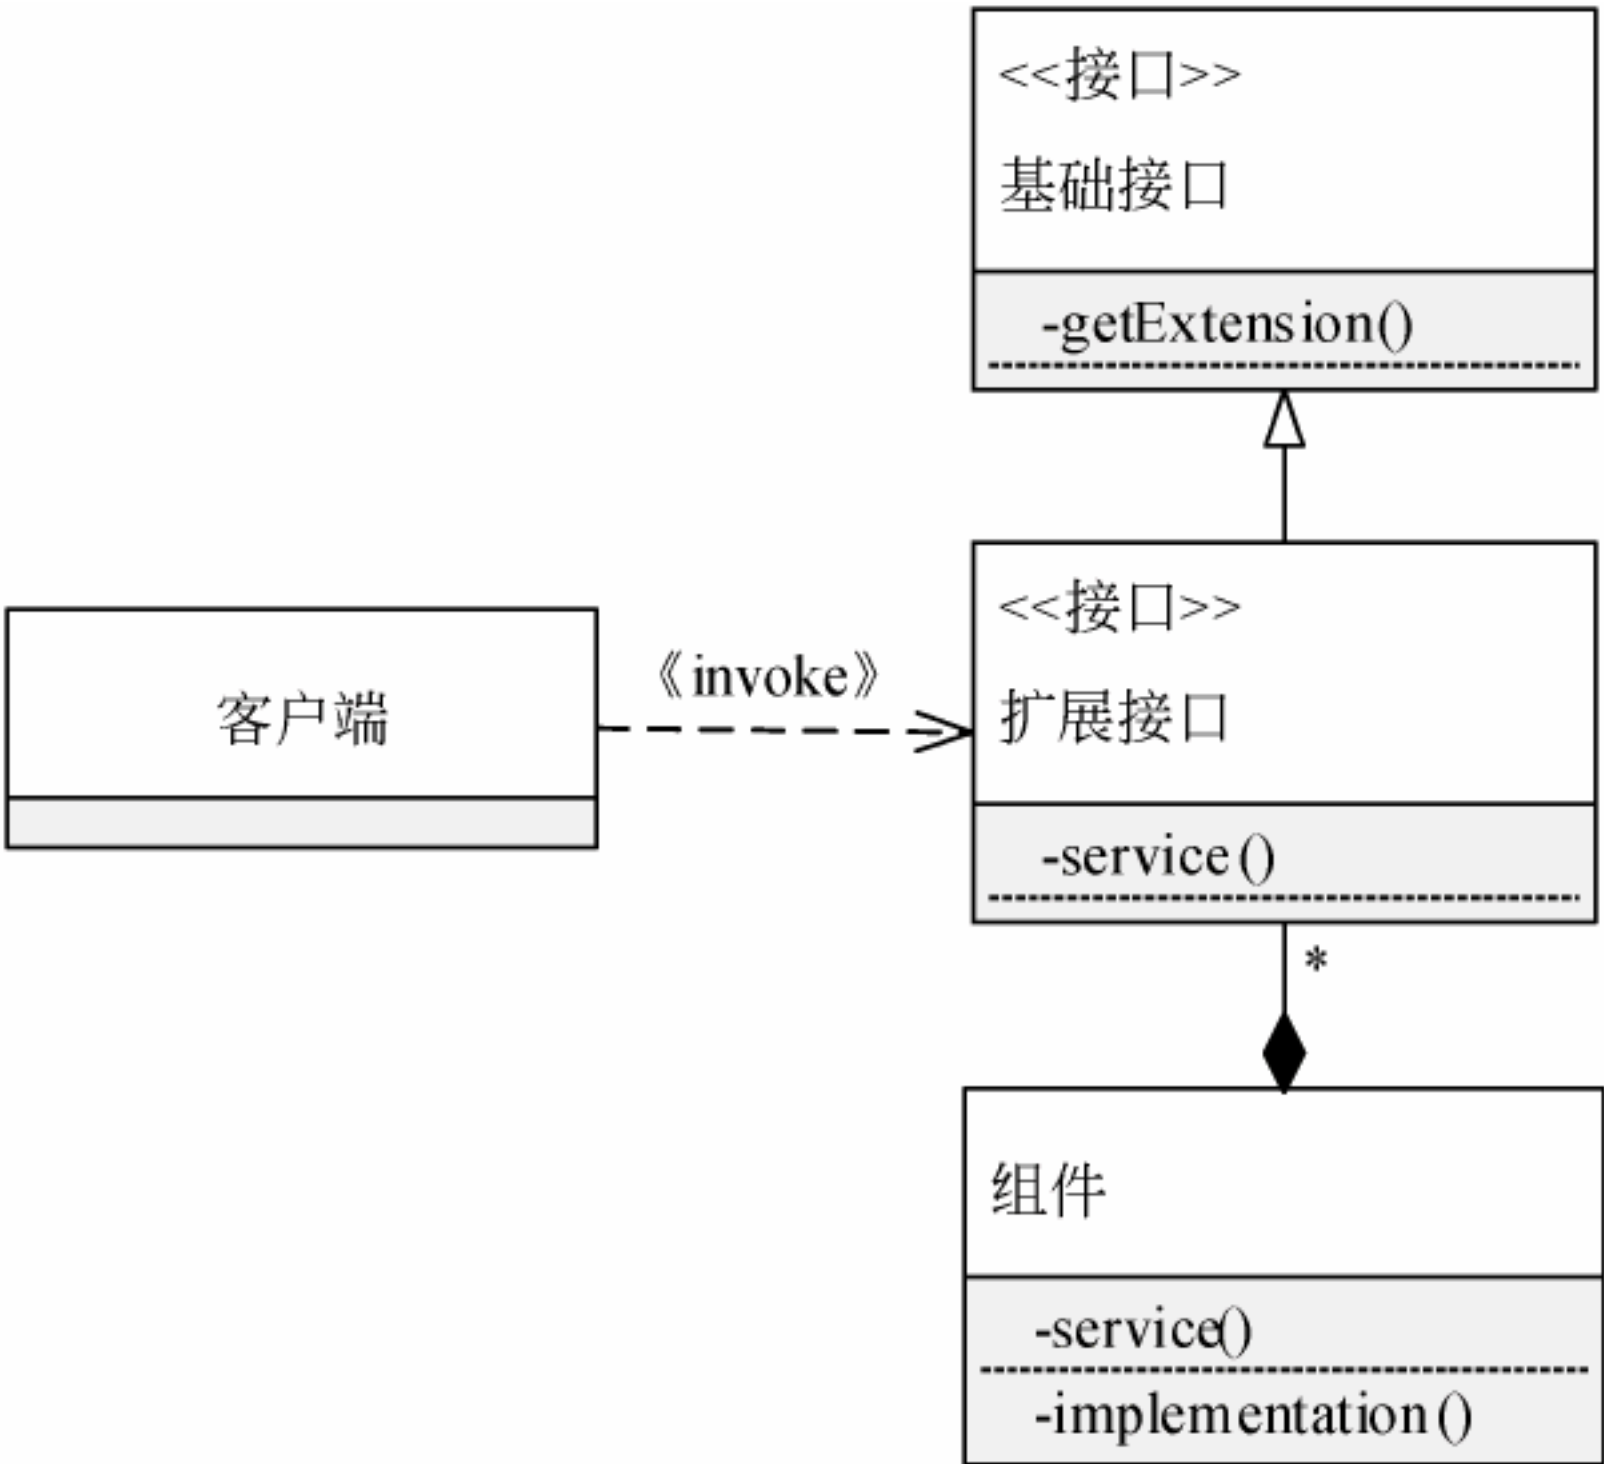 <<接口>>
基础接口
-getExtension()
<<接口>>
扩展接口
-service()
客户端
《invoke》
*
组件
-service()
-implementation()